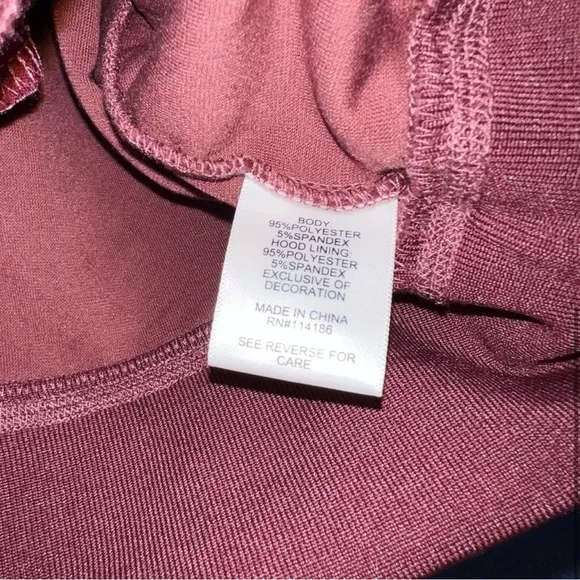 BODY
95%POLYESTER
5%SPANDEX
HOOD LINING:
95%POLYESTER
5%SPANDEX
EXCLUSIVE OF
DECORATION
MADE IN CHINA
RN#114186
SEE REVERSE FOR
CARE